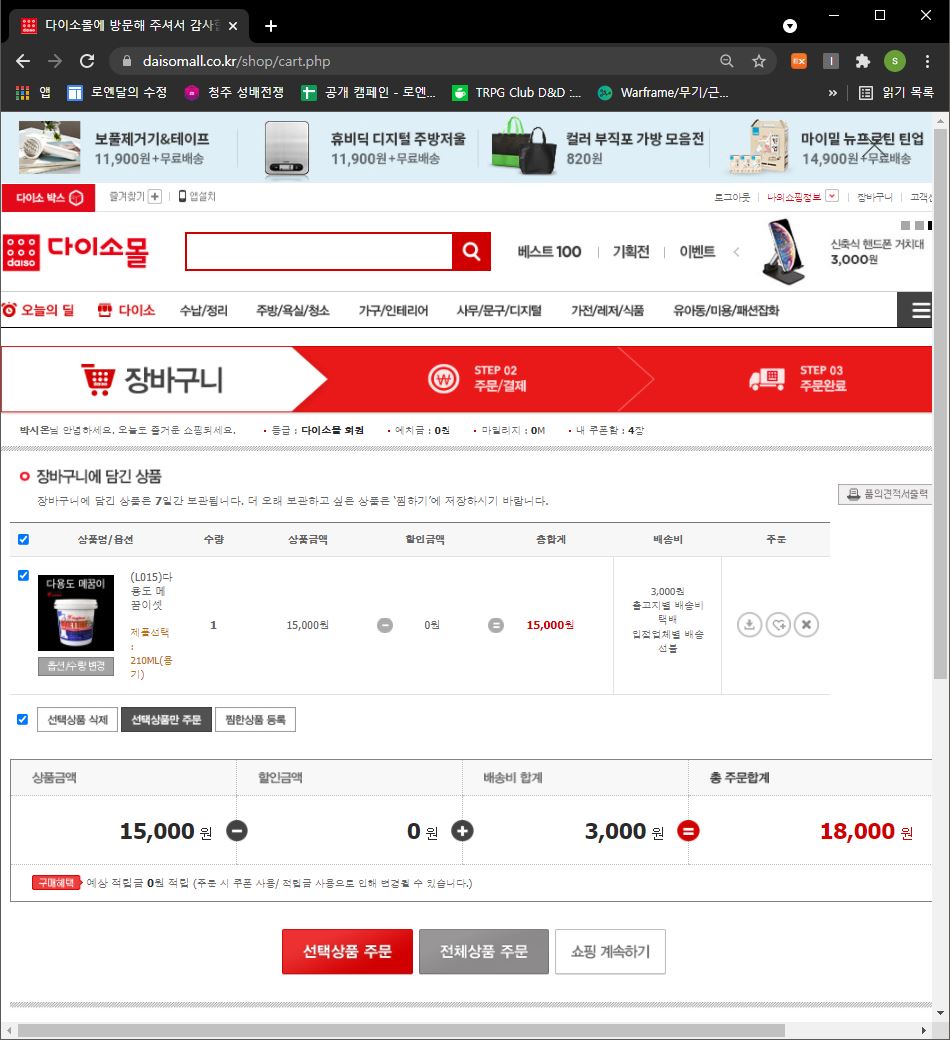 다이소몰에 방문해 주셔서 감사합
daisomall.co.kr/shop/cart.php
EX
I
S
앱
로엔달의 수정
청주 성배전쟁
공개 캠페인 - 로엔...
TRPG Club D&D :...
Warframe/무기/근...
»
읽기 목록
보풀제거기&테이프
11,900원+무료배송
휴비딕 디지털 주방저울
11,900원+무료배송
컬러 부직포 가방 모음전
820원
마이밀 뉴프로틴 틴업
14,900원+무료배송
다이소 박스
즐겨찾기
앱설치
로그아웃
나의쇼핑정보
장바구니
고객센
daiso
다이소몰
베스트 100
기획전
이벤트
신축식 핸드폰 거치대
3,000원
오늘의 딜
다이소
수납/정리
주방/욕실/청소
가구/인테리어
사무/문구/디지털
가전/레저/식품
유아동/미용/패션잡화
장바구니
STEP 02
주문/결제
STEP 03
주문완료
박시온님 안녕하세요. 오늘도 즐거운 쇼핑되세요.
등급 : 다이소몰 회원
예치금 : 0원
마일리지 : 0M
내 쿠폰함 : 4장
장바구니에 담긴 상품
장바구니에 담긴 상품은 7일간 보관됩니다. 더 오래 보관하고 싶은 상품은 '찜하기'에 저장하시기 바랍니다.
품의견적서출력
상품명/옵션
수량
상품금액
할인금액
총합계
배송비
주문
다용도 메꿈이
(L015)다
용도 메
꿈이셋
제품선택
:
210ML(용
기)
옵션/수량 변경
1
15,000원
0원
15,000원
3,000원
출고지별 배송비
택배
입점업체별 배송
선불
선택상품 삭제
선택상품만 주문
찜한상품 등록
상품금액
할인금액
배송비 합계
총 주문합계
15,000 원
0 원
3,000 원
18,000 원
구매혜택
예상 적립금 0원 적립 (주문 시 쿠폰 사용/ 적립금 사용으로 인해 변경될 수 있습니다.)
선택상품 주문
전체상품 주문
쇼핑 계속하기